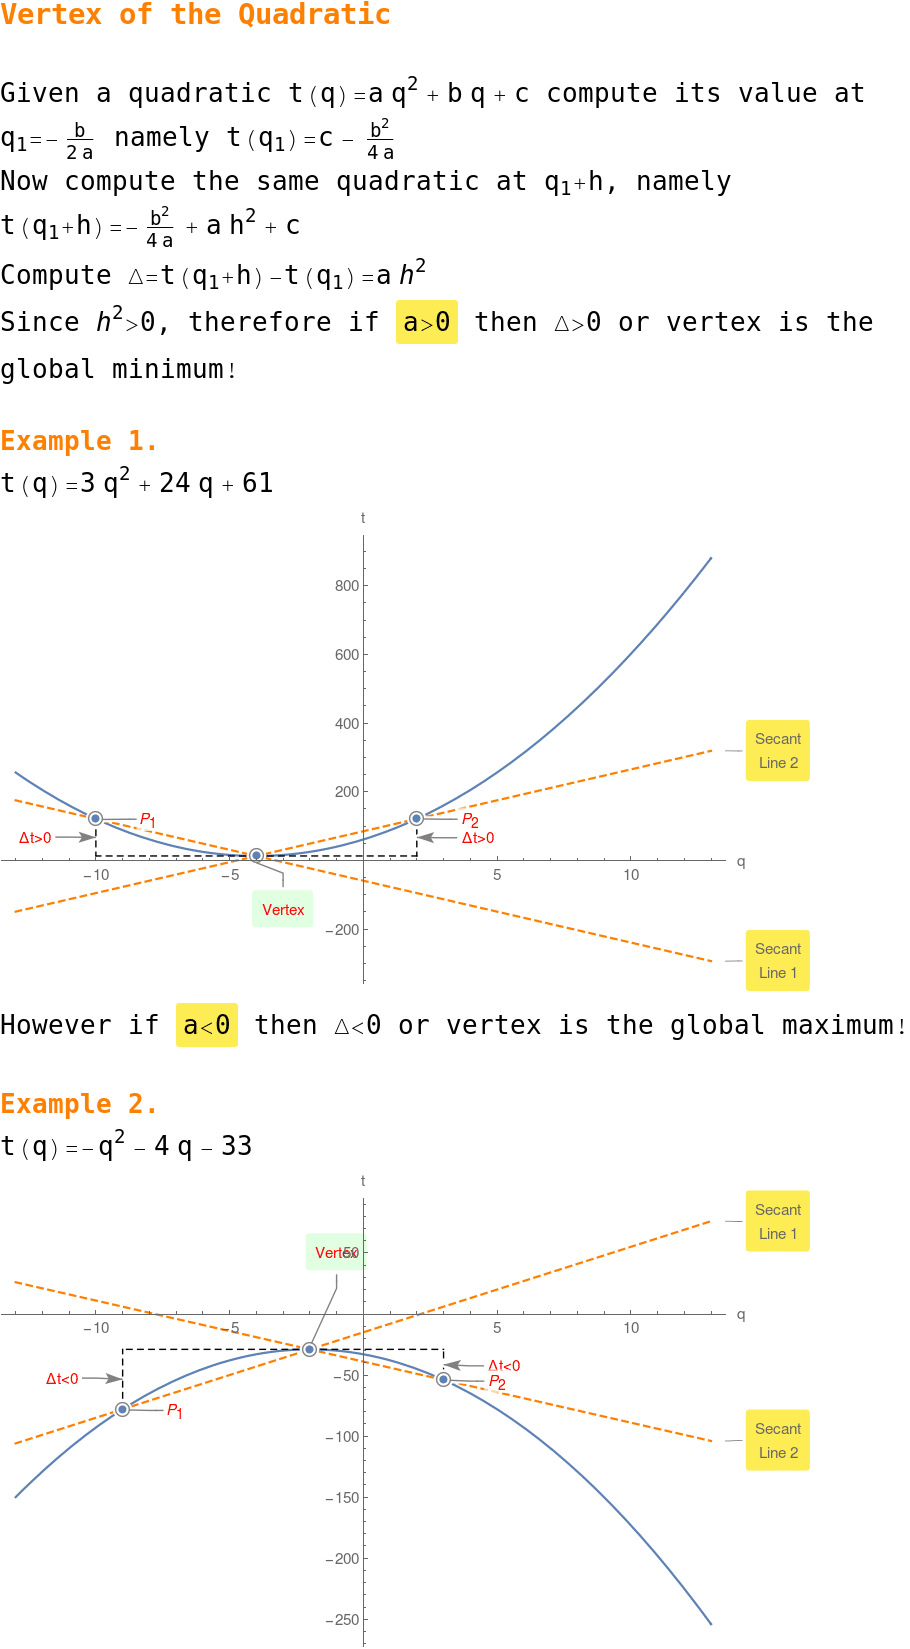 Vertex of the Quadratic
Given a quadratic t(q)=a q² + b q + c compute its value at
q₁=- b/(2 a) namely t(q₁)=c - b²/(4 a)
Now compute the same quadratic at q₁+h, namely
t(q₁+h)=- b²/(4 a) + a h² + c
Compute Δ=t(q₁+h)-t(q₁)=a h²
Since h²>0, therefore if a>0 then Δ>0 or vertex is the
global minimum!
Example 1.
t(q)=3 q² + 24 q + 61
t
800
600
400
Secant
Line 2
200
P₁
P₂
Δt>0
Δt>0
q
-10
-5
5
10
Vertex
-200
Secant
Line 1
However if a<0 then Δ<0 or vertex is the global maximum!
Example 2.
t(q)=-q² - 4 q - 33
t
Secant
Line 1
Vertex
50
q
-10
-5
5
10
Δt<0
-50
P₂
Δt<0
P₁
Secant
Line 2
-100
-150
-200
-250